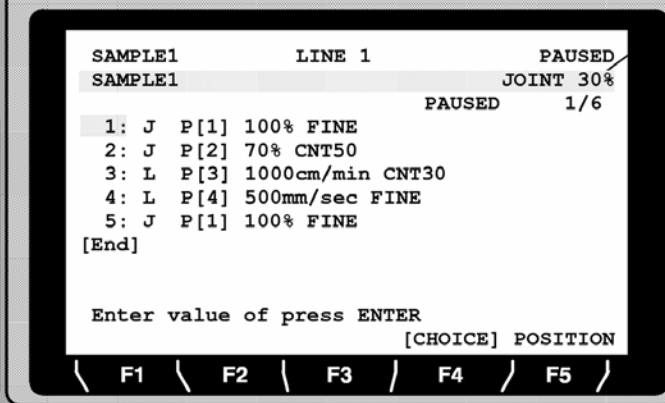 SAMPLE1 LINE 1 PAUSED
SAMPLE1 JOINT 30%
PAUSED 1/6
1: J P[1] 100% FINE
2: J P[2] 70% CNT50
3: L P[3] 1000cm/min CNT30
4: L P[4] 500mm/sec FINE
5: J P[1] 100% FINE
[End]
Enter value of press ENTER
[CHOICE] POSITION
F1 F2 F3 F4 F5